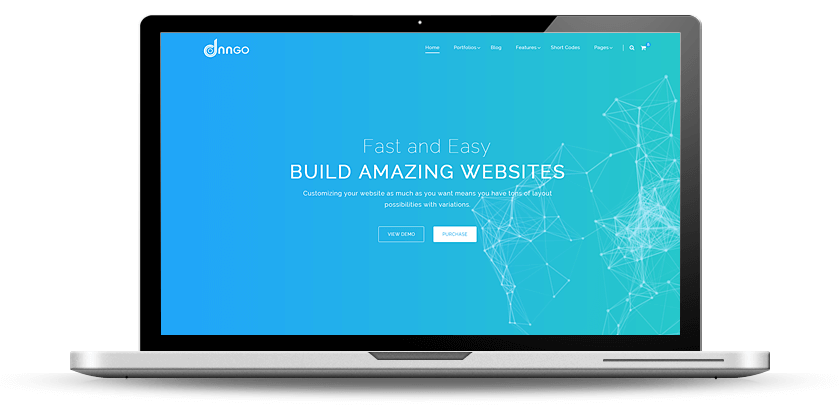 dnnGO
Home Portfolios Blog Features Short Codes Pages
Fast and Easy
BUILD AMAZING WEBSITES
Customizing your website as much as you want means you have tons of layout
possibilities with variations.
VIEW DEMO PURCHASE